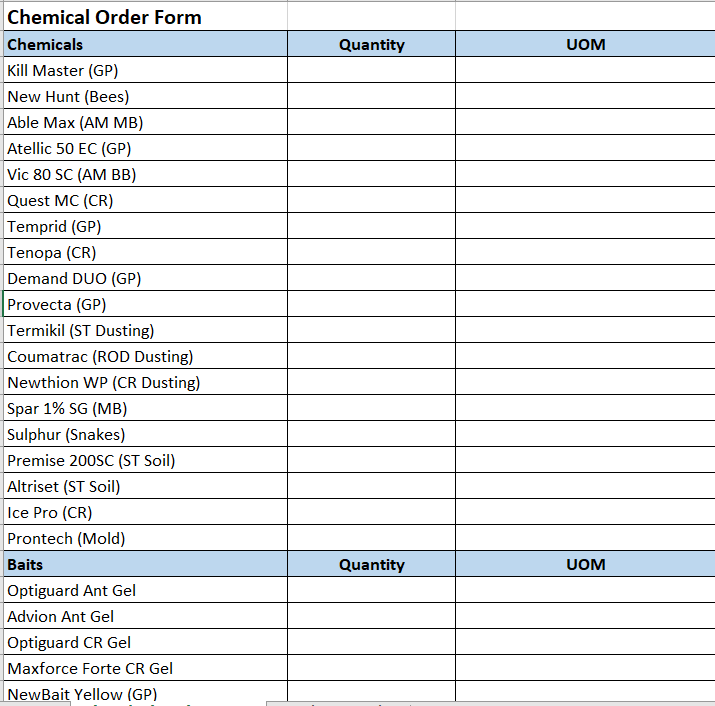 Chemical Order Form
Chemicals Quantity UOM
Kill Master (GP)
New Hunt (Bees)
Able Max (AM MB)
Atellic 50 EC (GP)
Vic 80 SC (AM BB)
Quest MC (CR)
Temprid (GP)
Tenopa (CR)
Demand DUO (GP)
Provecta (GP)
Termikil (ST Dusting)
Coumatrac (ROD Dusting)
Newthion WP (CR Dusting)
Spar 1% SG (MB)
Sulphur (Snakes)
Premise 200SC (ST Soil)
Altriset (ST Soil)
Ice Pro (CR)
Prontech (Mold)
Baits Quantity UOM
Optiguard Ant Gel
Advion Ant Gel
Optiguard CR Gel
Maxforce Forte CR Gel
NewBait Yellow (GP)